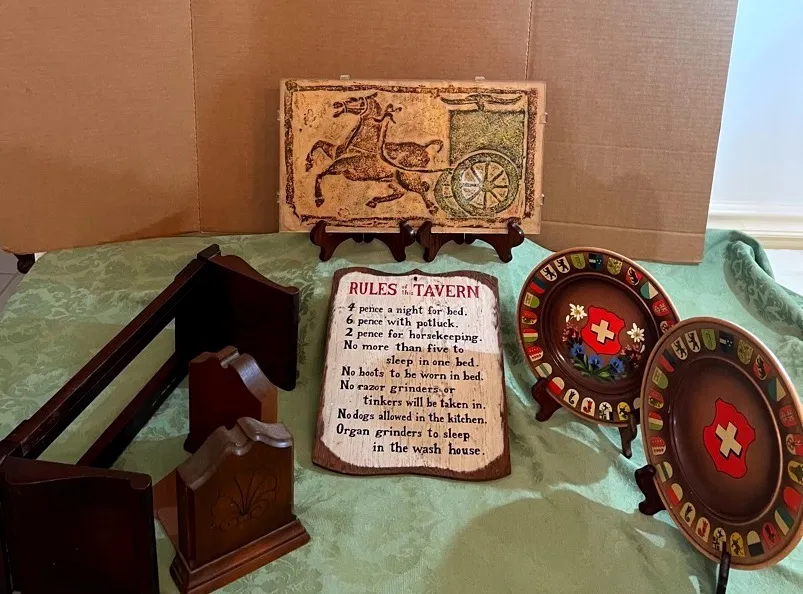 RULES of the TAVERN
4 pence a night for bed.
6 pence with potluck.
2 pence for horsekeeping.
No more than five to
sleep in one bed.
No boots to be worn in bed.
No razor grinders or
tinkers will be taken in.
No dogs allowed in the kitchen.
Organ grinders to sleep
in the wash house.